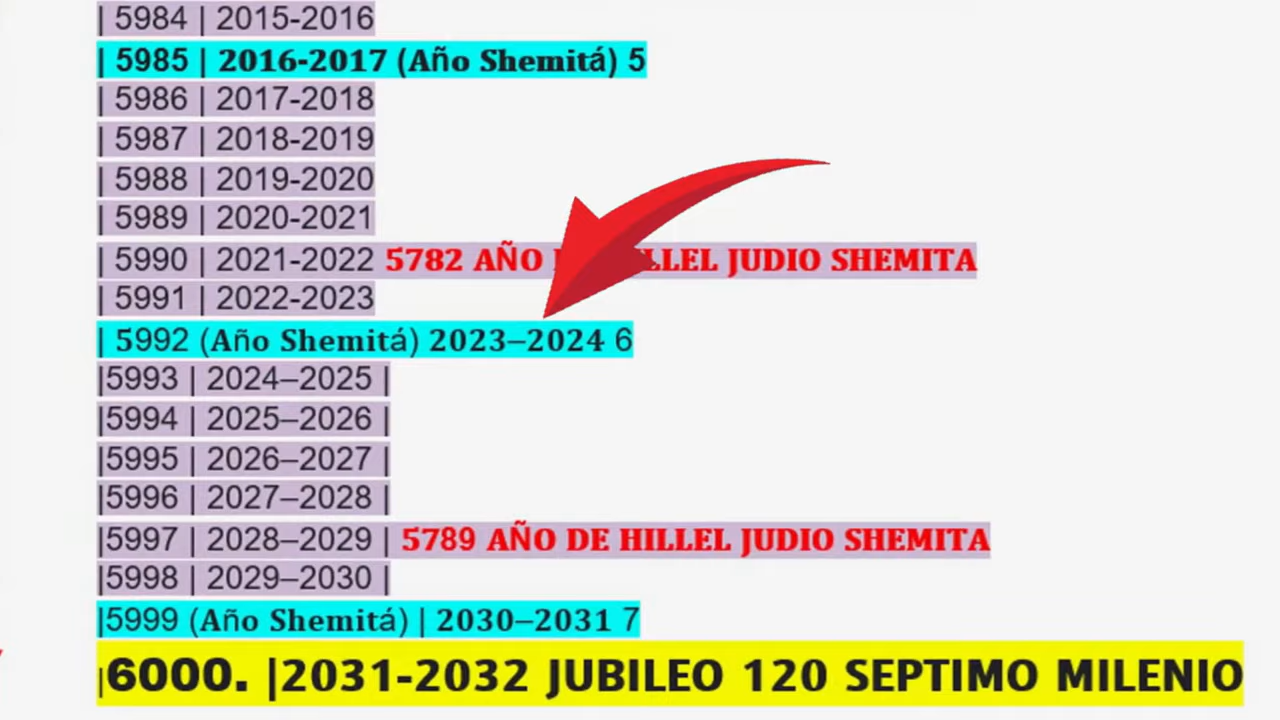 | 5984 | 2015-2016
| 5985 | 2016-2017 (Año Shemitá) 5
| 5986 | 2017-2018
| 5987 | 2018-2019
| 5988 | 2019-2020
| 5989 | 2020-2021
| 5990 | 2021-2022 5782 AÑO HILLEL JUDIO SHEMITA
| 5991 | 2022-2023
| 5992 (Año Shemitá) 2023–2024 6
|5993 | 2024–2025 |
|5994 | 2025–2026 |
|5995 | 2026–2027 |
|5996 | 2027–2028 |
|5997 | 2028–2029 | 5789 AÑO DE HILLEL JUDIO SHEMITA
|5998 | 2029–2030 |
|5999 (Año Shemitá) | 2030–2031 7
|6000. |2031-2032 JUBILEO 120 SEPTIMO MILENIO